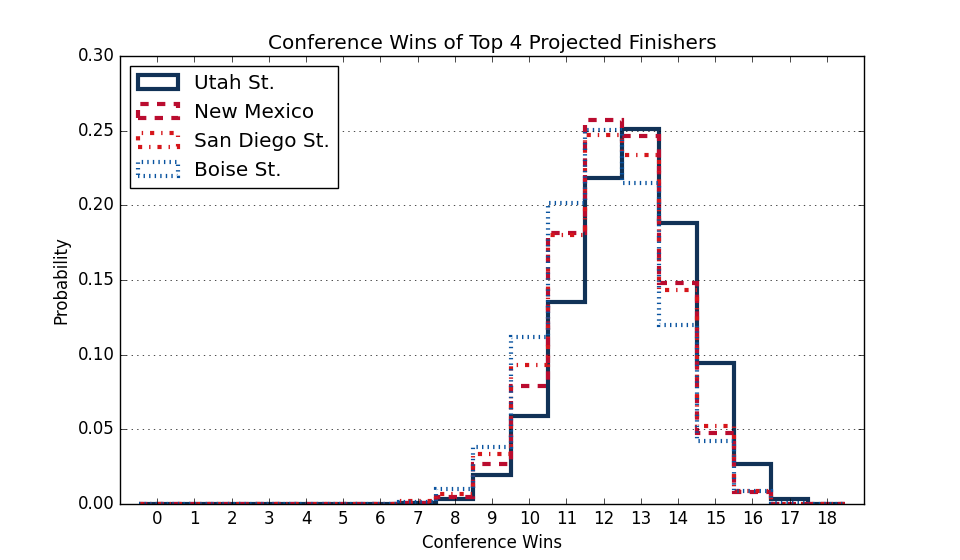 Conference Wins of Top 4 Projected Finishers
0.30
0.25
0.20
0.15
0.10
0.05
0.00
Probability
Utah St.
New Mexico
San Diego St.
Boise St.
0 1 2 3 4 5 6 7 8 9 10 11 12 13 14 15 16 17 18
Conference Wins